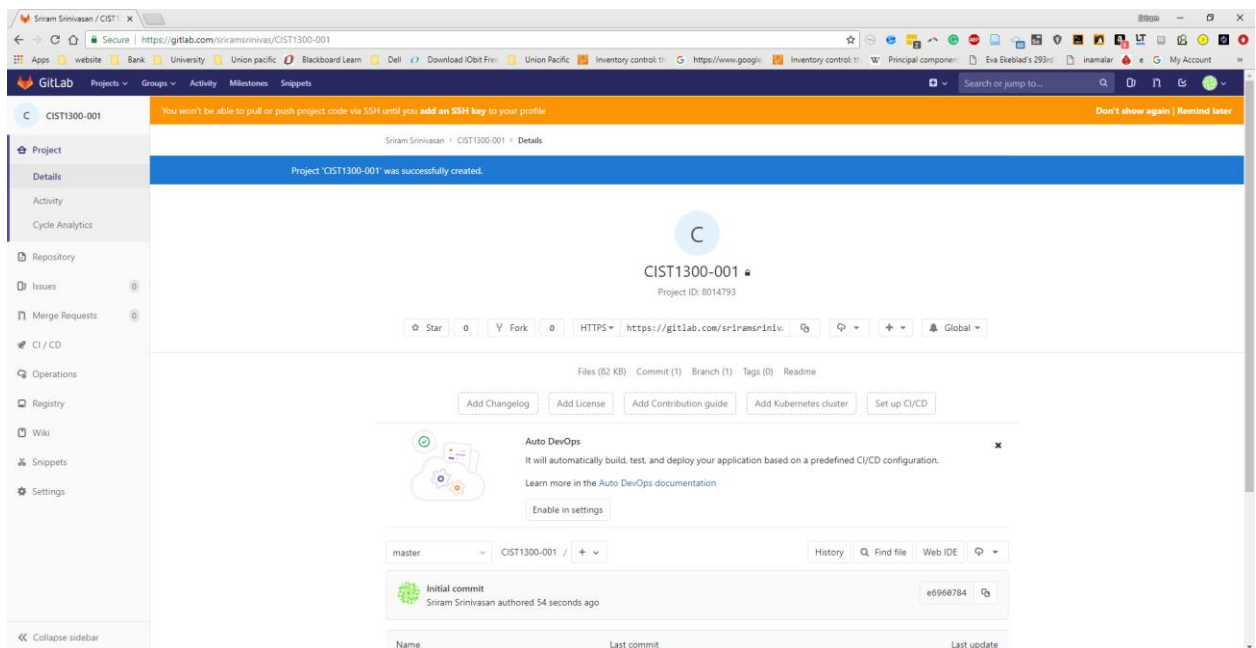 Sriram Srinivasan / CIST1
Secure | https://gitlab.com/sriramsrinivas/CIST1300-001
Apps website Bank University Union pacific Blackboard Learn Dell Download IObit Free Union Pacific Inventory control: th https://www.google Inventory control: th Principal componen Eva Ekeblad's 293rd inamalar e My Account »
GitLab Projects Groups Activity Milestones Snippets Search or jump to...
C CIST1300-001
You won't be able to pull or push project code via SSH until you add an SSH key to your profile Don't show again | Remind later
Sriram Srinivasan › CIST1300-001 › Details
Project 'CIST1300-001' was successfully created.
Project
Details
Activity
Cycle Analytics
Repository
Issues 0
Merge Requests 0
CI / CD
Operations
Registry
Wiki
Snippets
Settings
Collapse sidebar
C
CIST1300-001
Project ID: 8014793
Star 0 Fork 0 HTTPS https://gitlab.com/sriramsriniv Global
Files (82 KB) Commit (1) Branch (1) Tags (0) Readme
Add Changelog Add License Add Contribution guide Add Kubernetes cluster Set up CI/CD
Auto DevOps
It will automatically build, test, and deploy your application based on a predefined CI/CD configuration.
Learn more in the Auto DevOps documentation
Enable in settings
master CIST1300-001 / + History Find file Web IDE
Initial commit
Sriram Srinivasan authored 54 seconds ago
e6960784
Name Last commit Last update